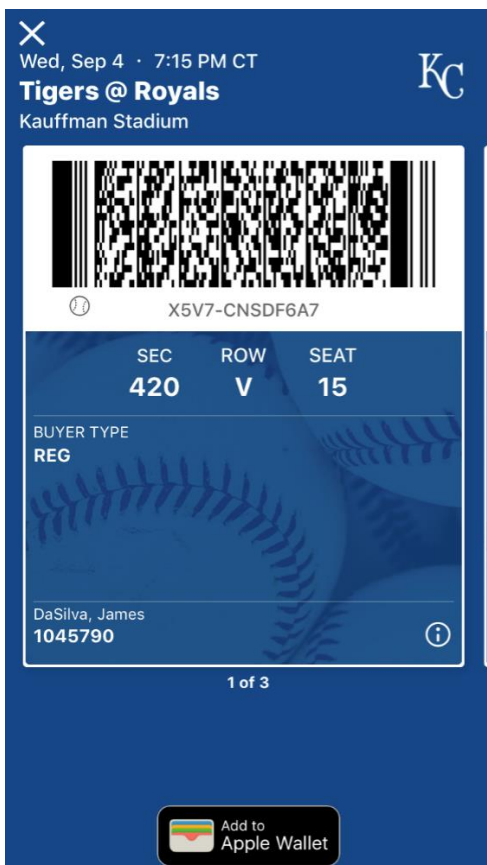 Wed, Sep 4 · 7:15 PM CT
Tigers @ Royals
KC
Kauffman Stadium
X5V7-CNSDF6A7
SEC ROW SEAT
420 V 15
BUYER TYPE
REG
DaSilva, James
1045790
1 of 3
Add to
Apple Wallet